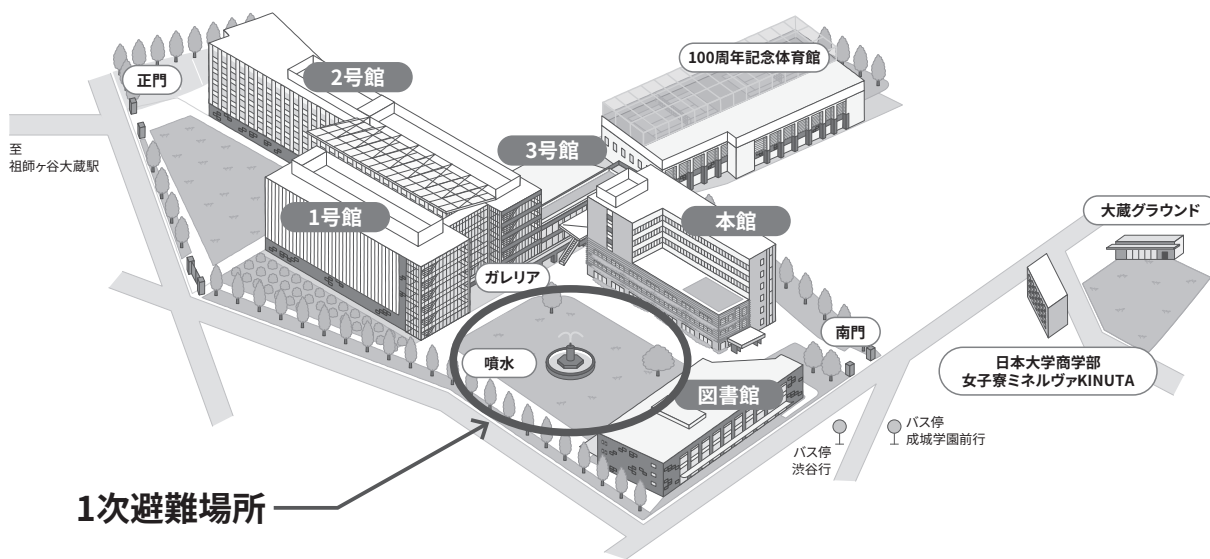 100周年記念体育館
2号館
正門
3号館
至
祖師ヶ谷大蔵駅
1号館
本館
大蔵グラウンド
ガレリア
南門
噴水
日本大学商学部
女子寮ミネルヴァKINUTA
図書館
バス停
成城学園前行
バス停
渋谷行
1次避難場所